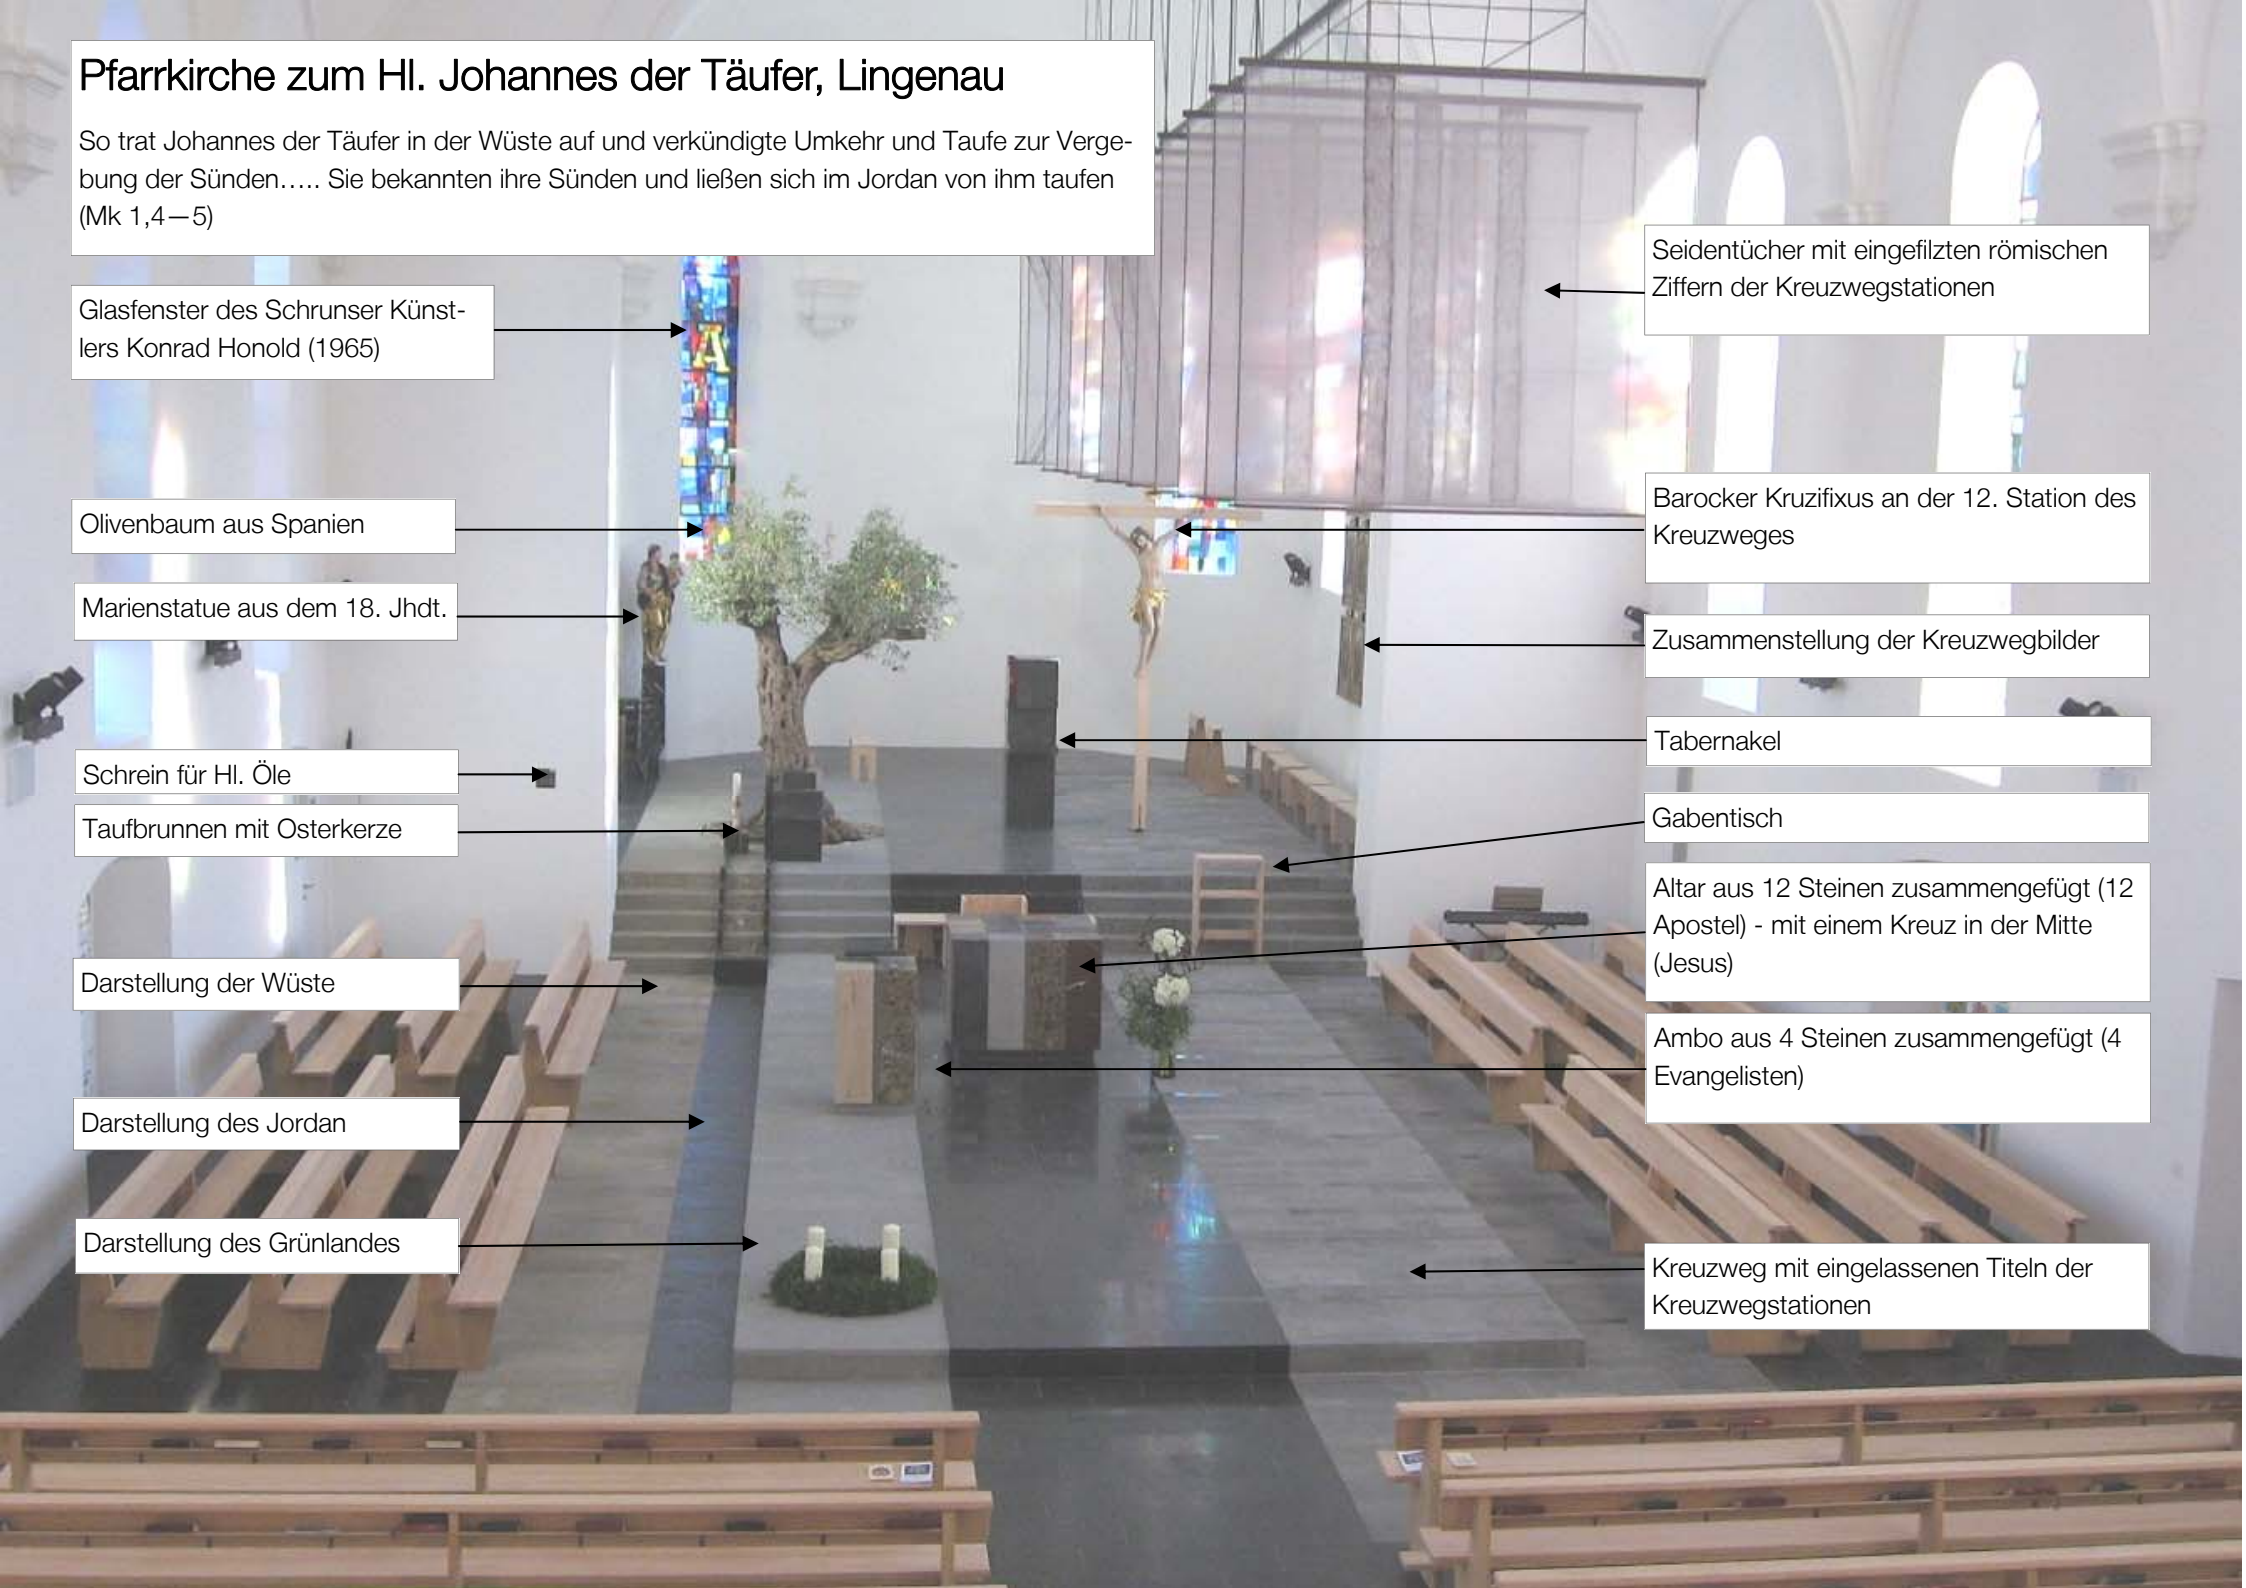 Pfarrkirche zum Hl. Johannes der Täufer, Lingenau
So trat Johannes der Täufer in der Wüste auf und verkündigte Umkehr und Taufe zur Verge-
bung der Sünden….. Sie bekannten ihre Sünden und ließen sich im Jordan von ihm taufen
(Mk 1,4—5)
Glasfenster des Schrunser Künst-
lers Konrad Honold (1965)
A
Olivenbaum aus Spanien
Marienstatue aus dem 18. Jhdt.
Schrein für Hl. Öle
Taufbrunnen mit Osterkerze
Darstellung der Wüste
Darstellung des Jordan
Darstellung des Grünlandes
Seidentücher mit eingefilzten römischen
Ziffern der Kreuzwegstationen
Barocker Kruzifixus an der 12. Station des
Kreuzweges
Zusammenstellung der Kreuzwegbilder
Tabernakel
Gabentisch
Altar aus 12 Steinen zusammengefügt (12
Apostel) - mit einem Kreuz in der Mitte
(Jesus)
Ambo aus 4 Steinen zusammengefügt (4
Evangelisten)
Kreuzweg mit eingelassenen Titeln der
Kreuzwegstationen